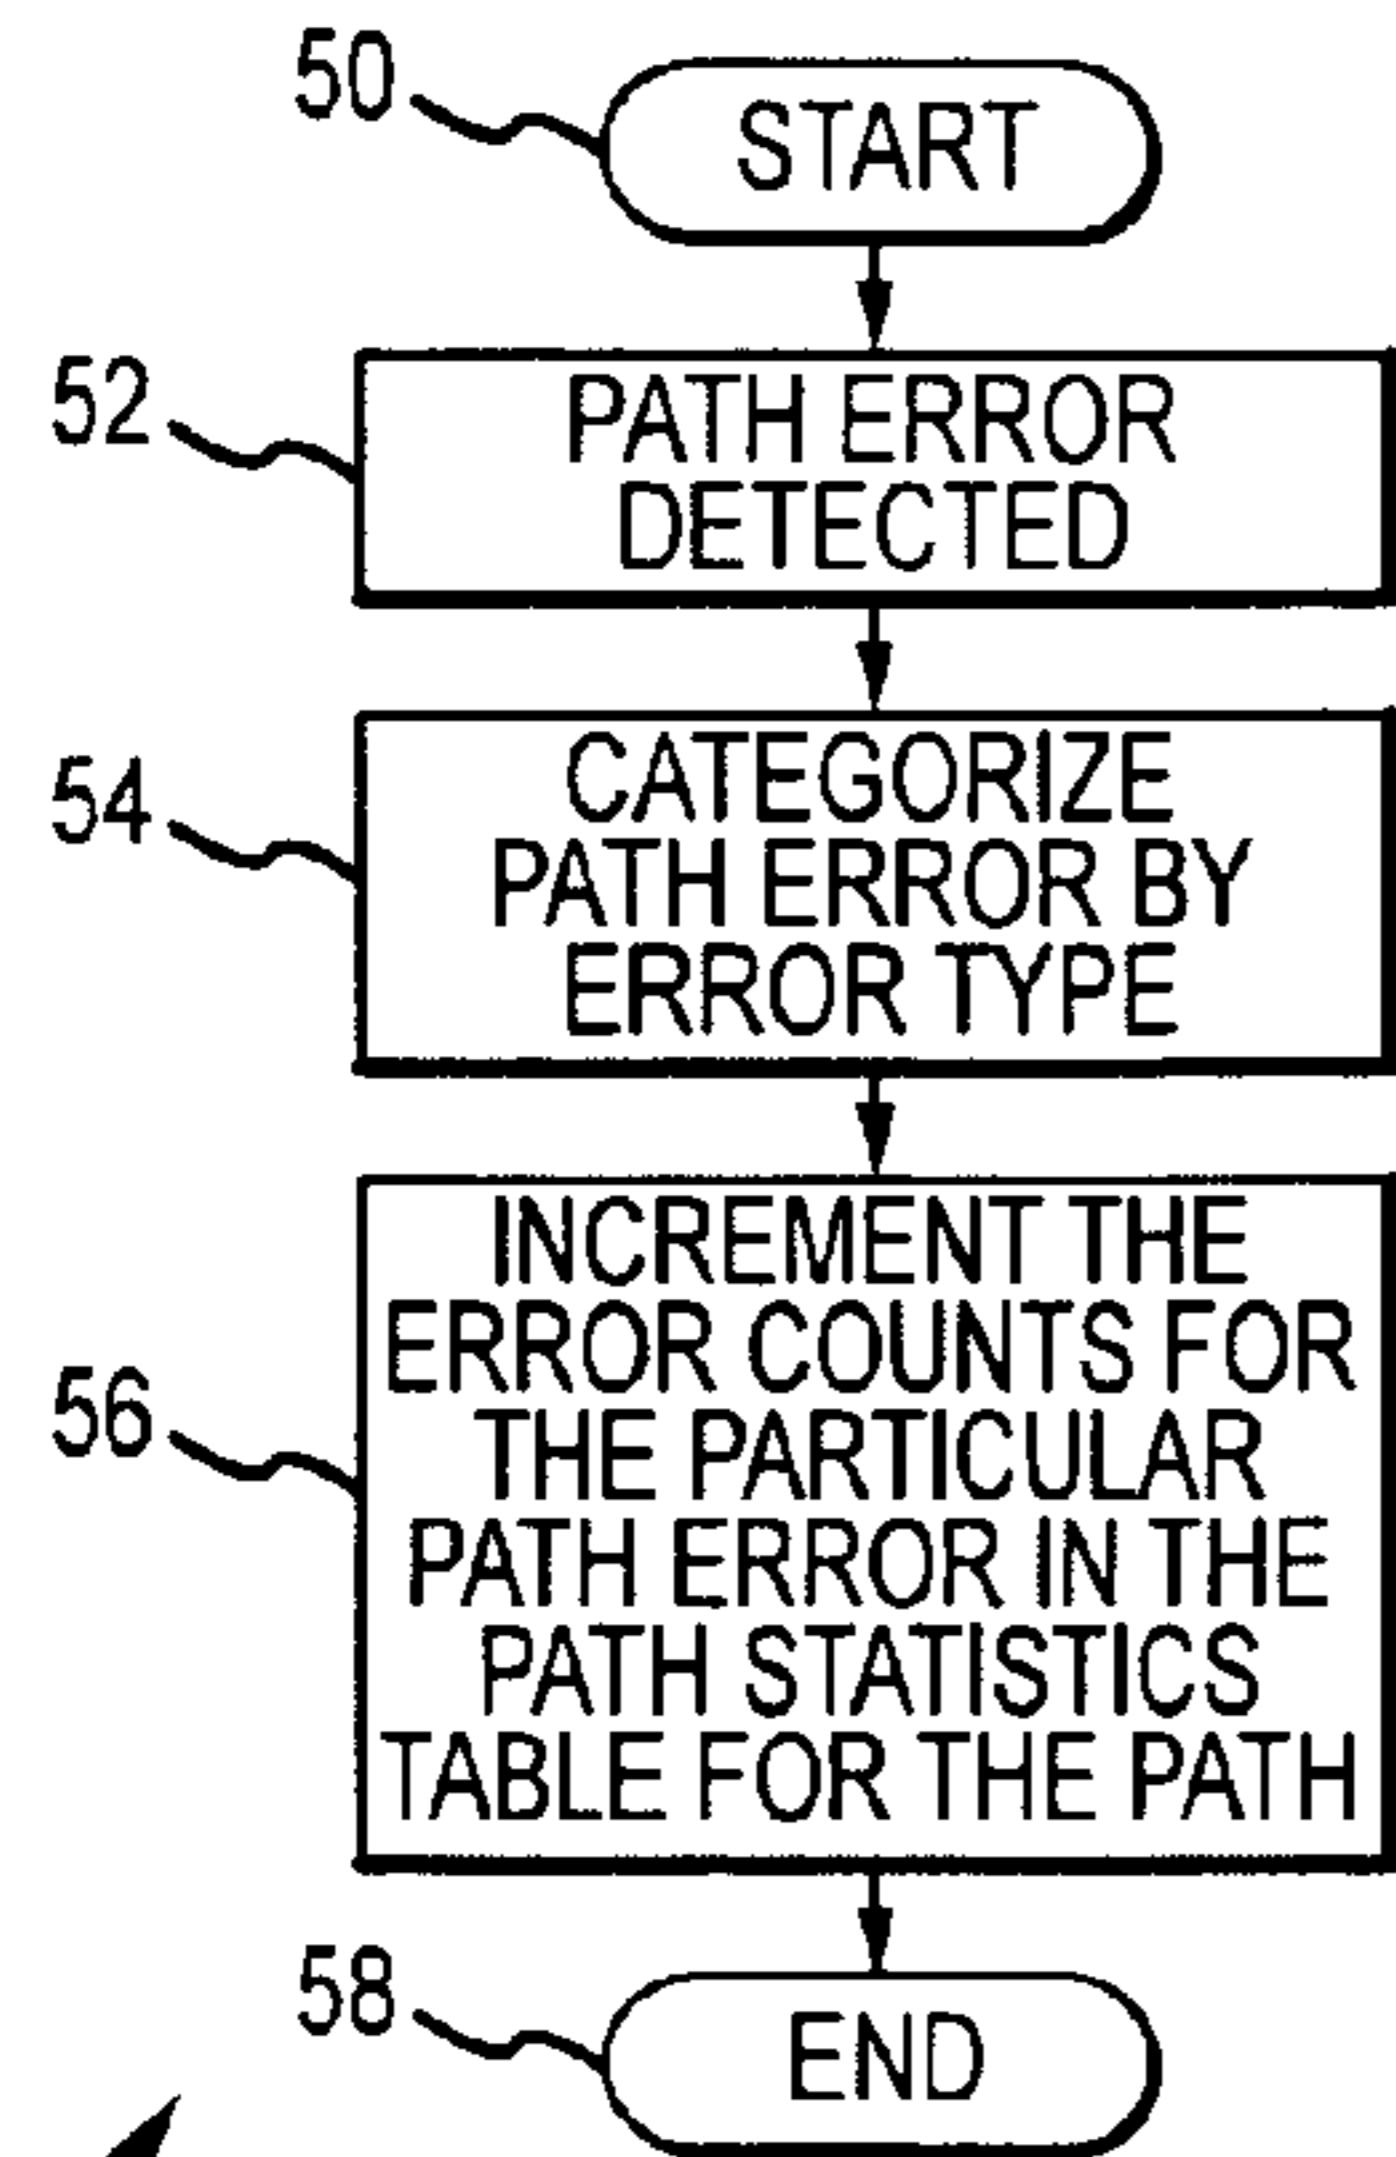 50
START
52
PATH ERROR
DETECTED
54
CATEGORIZE
PATH ERROR BY
ERROR TYPE
56
INCREMENT THE
ERROR COUNTS FOR
THE PARTICULAR
PATH ERROR IN THE
PATH STATISTICS
TABLE FOR THE PATH
58
END